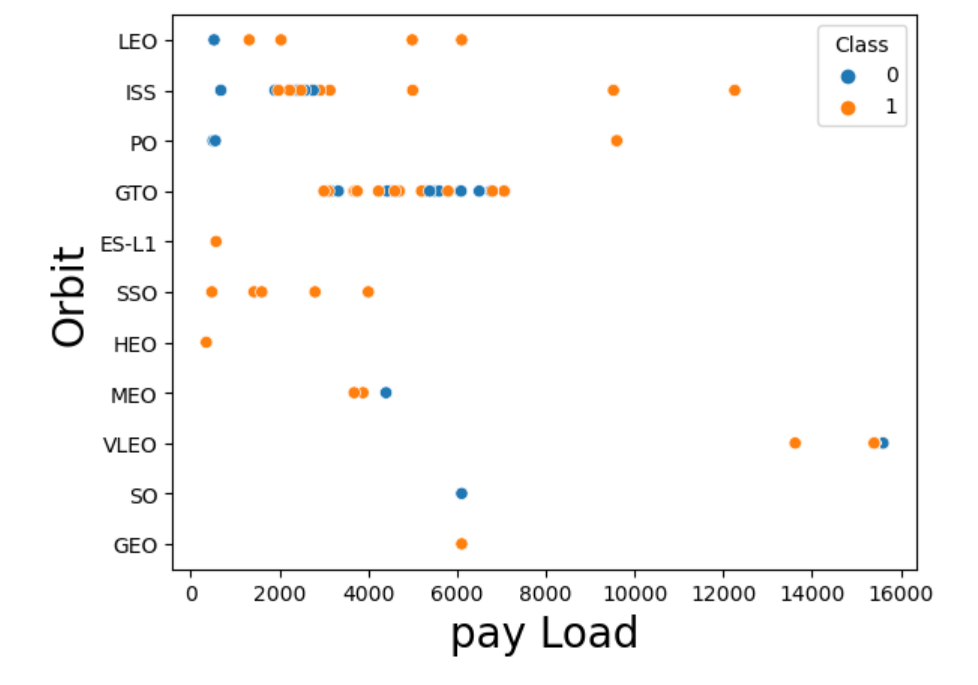 Class
0
1
LEO
ISS
PO
GTO
ES-L1
SSO
HEO
MEO
VLEO
SO
GEO
Orbit
0 2000 4000 6000 8000 10000 12000 14000 16000
pay Load